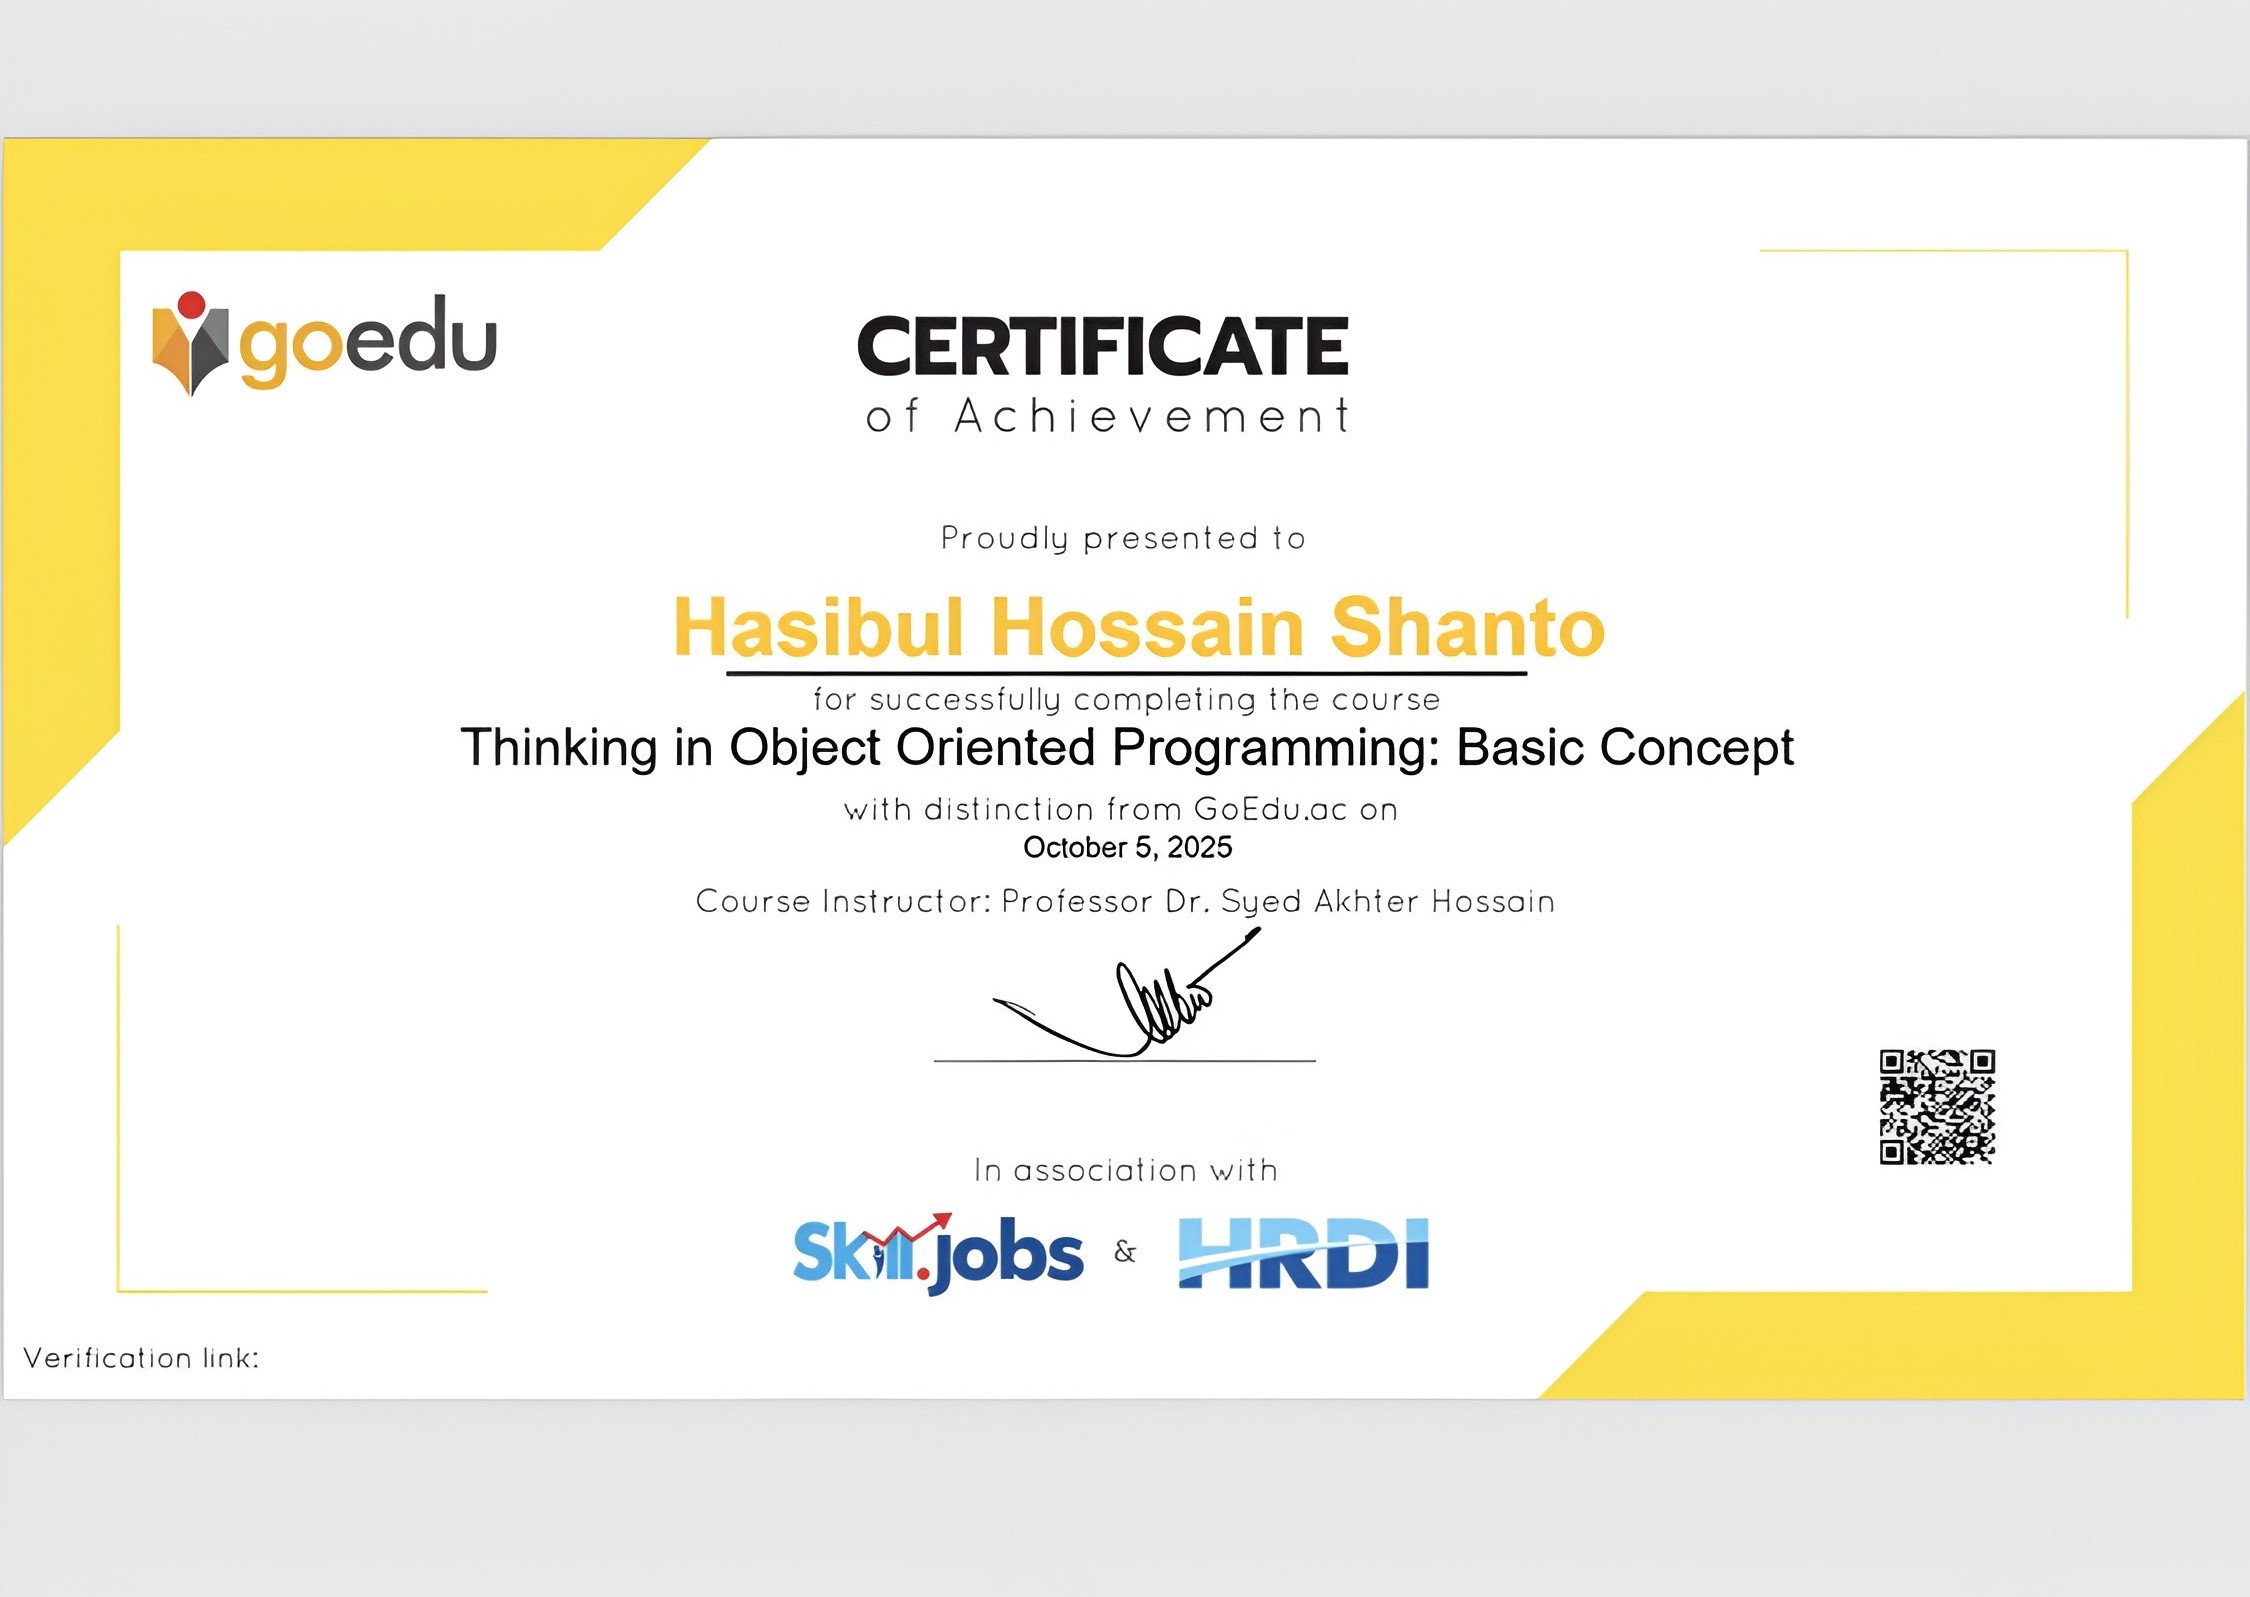 goedu
CERTIFICATE
of Achievement
Proudly presented to
Hasibul Hossain Shanto
for successfully completing the course
Thinking in Object Oriented Programming: Basic Concept
with distinction from GoEdu.ac on
October 5, 2025
Course Instructor: Professor Dr. Syed Akhter Hossain
In association with
Skill.jobs & HRDI
Verification link: